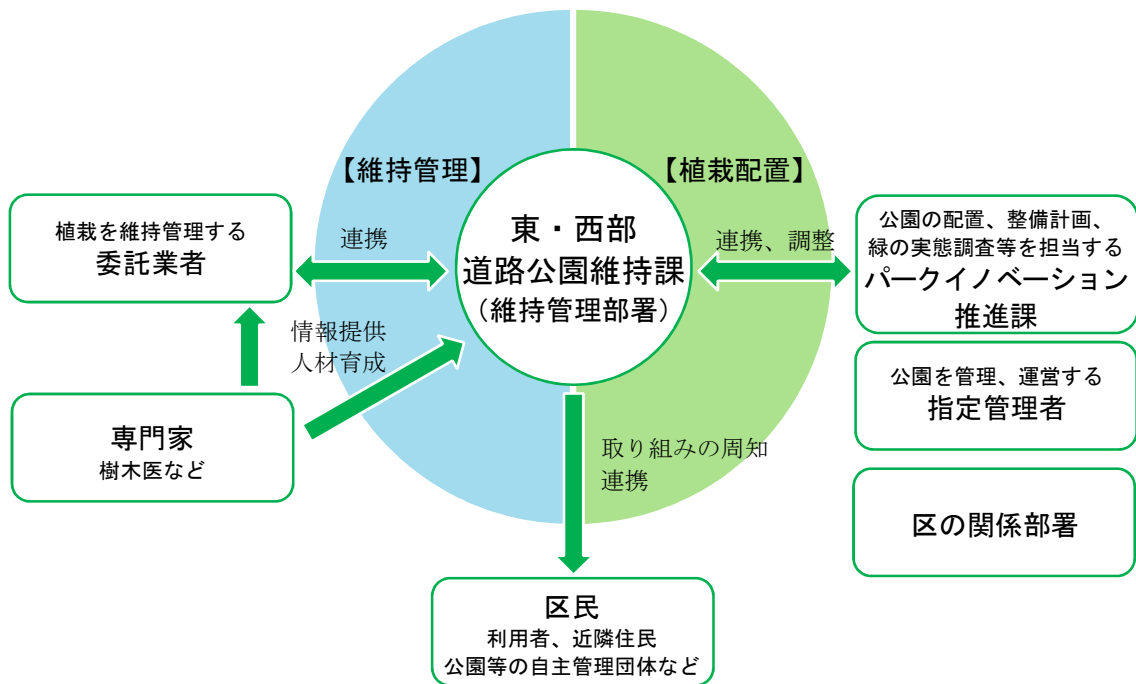 【維持管理】
【植栽配置】
東・西部
道路公園維持課
（維持管理部署）
植栽を維持管理する
委託業者
連携
連携、調整
公園の配置、整備計画、
緑の実態調査等を担当する
パークイノベーション
推進課
情報提供
人材育成
公園を管理、運営する
指定管理者
専門家
樹木医など
取り組みの周知
連携
区の関係部署
区民
利用者、近隣住民
公園等の自主管理団体など